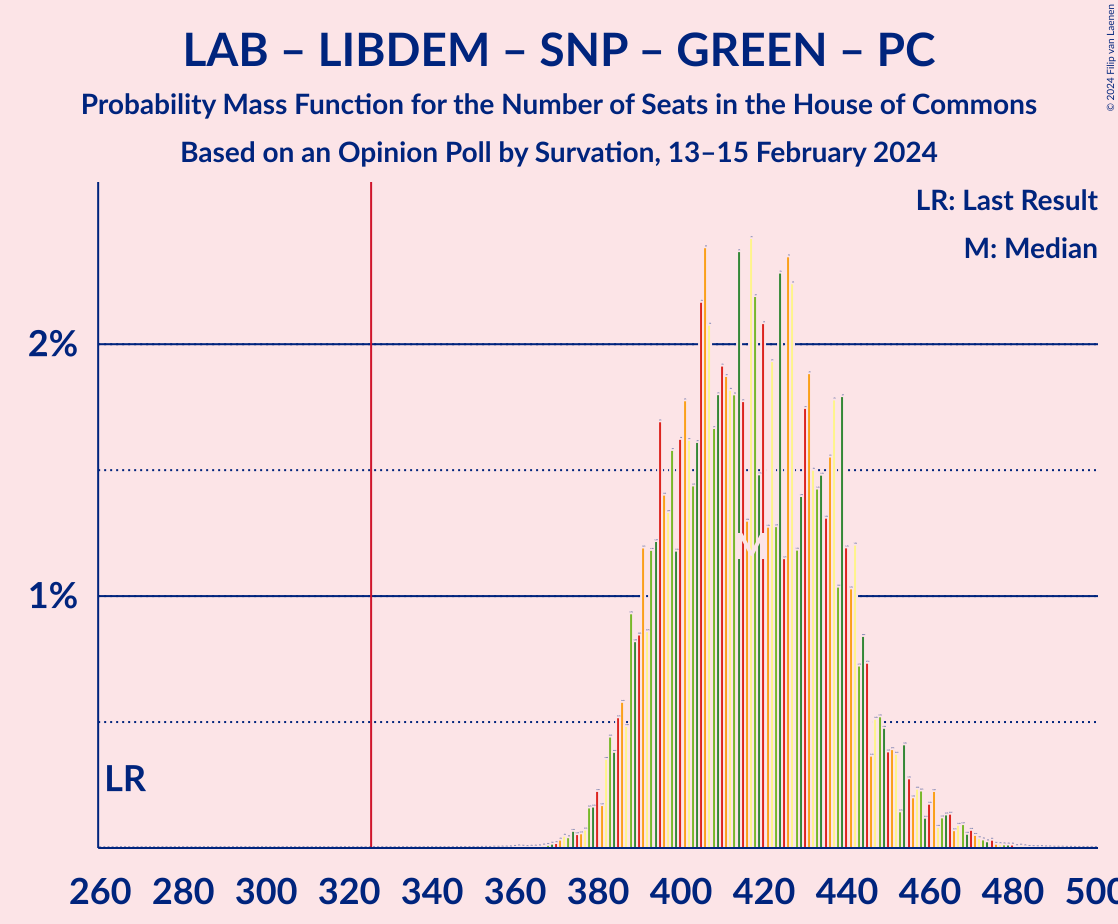 LAB – LIBDEM – SNP – GREEN – PC
Probability Mass Function for the Number of Seats in the House of Commons
Based on an Opinion Poll by Survation, 13–15 February 2024
© 2024 Filip van Laenen
LR: Last Result
M: Median
2%
1%
LR
260 280 300 320 340 360 380 400 420 440 460 480